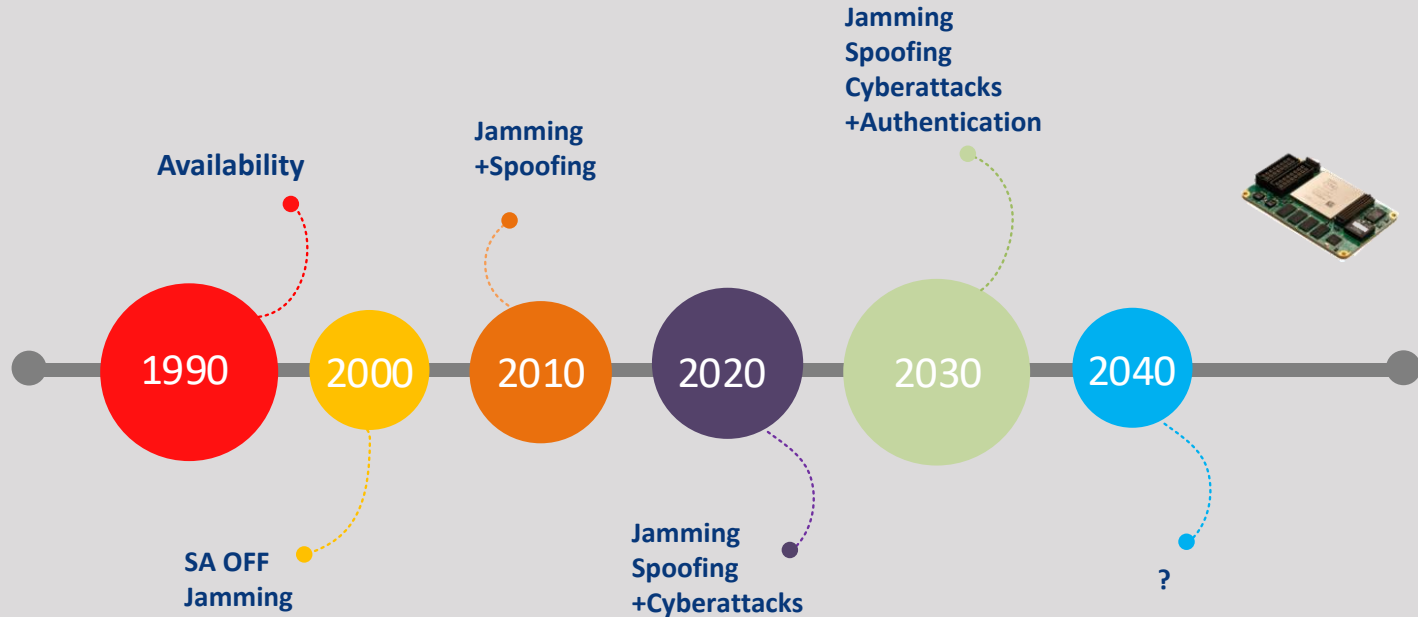 Jamming
Spoofing
Cyberattacks
+Authentication
Jamming
+Spoofing
Availability
1990
2000
2010
2020
2030
2040
SA OFF
Jamming
Jamming
Spoofing
+Cyberattacks
?